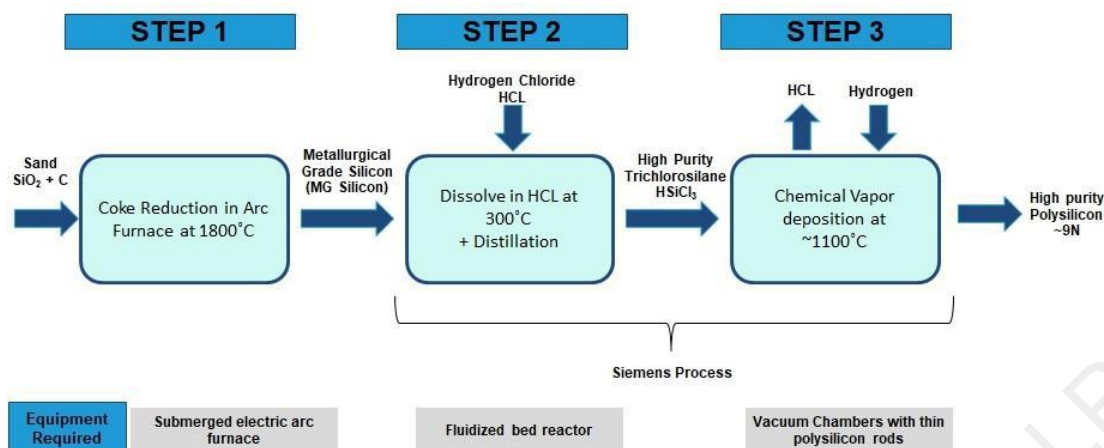 STEP 1
STEP 2
STEP 3
Hydrogen Chloride
HCL
HCL
Hydrogen
Sand
SiO₂ + C
Coke Reduction in Arc
Furnace at 1800˚C
Metallurgical
Grade Silicon
(MG Silicon)
Dissolve in HCL at
300˚C
+ Distillation
High Purity
Trichlorosilane
HSiCl₃
Chemical Vapor
deposition at
~1100˚C
High purity
Polysilicon
~9N
Siemens Process
Equipment
Required
Submerged electric arc
furnace
Fluidized bed reactor
Vacuum Chambers with thin
polysilicon rods